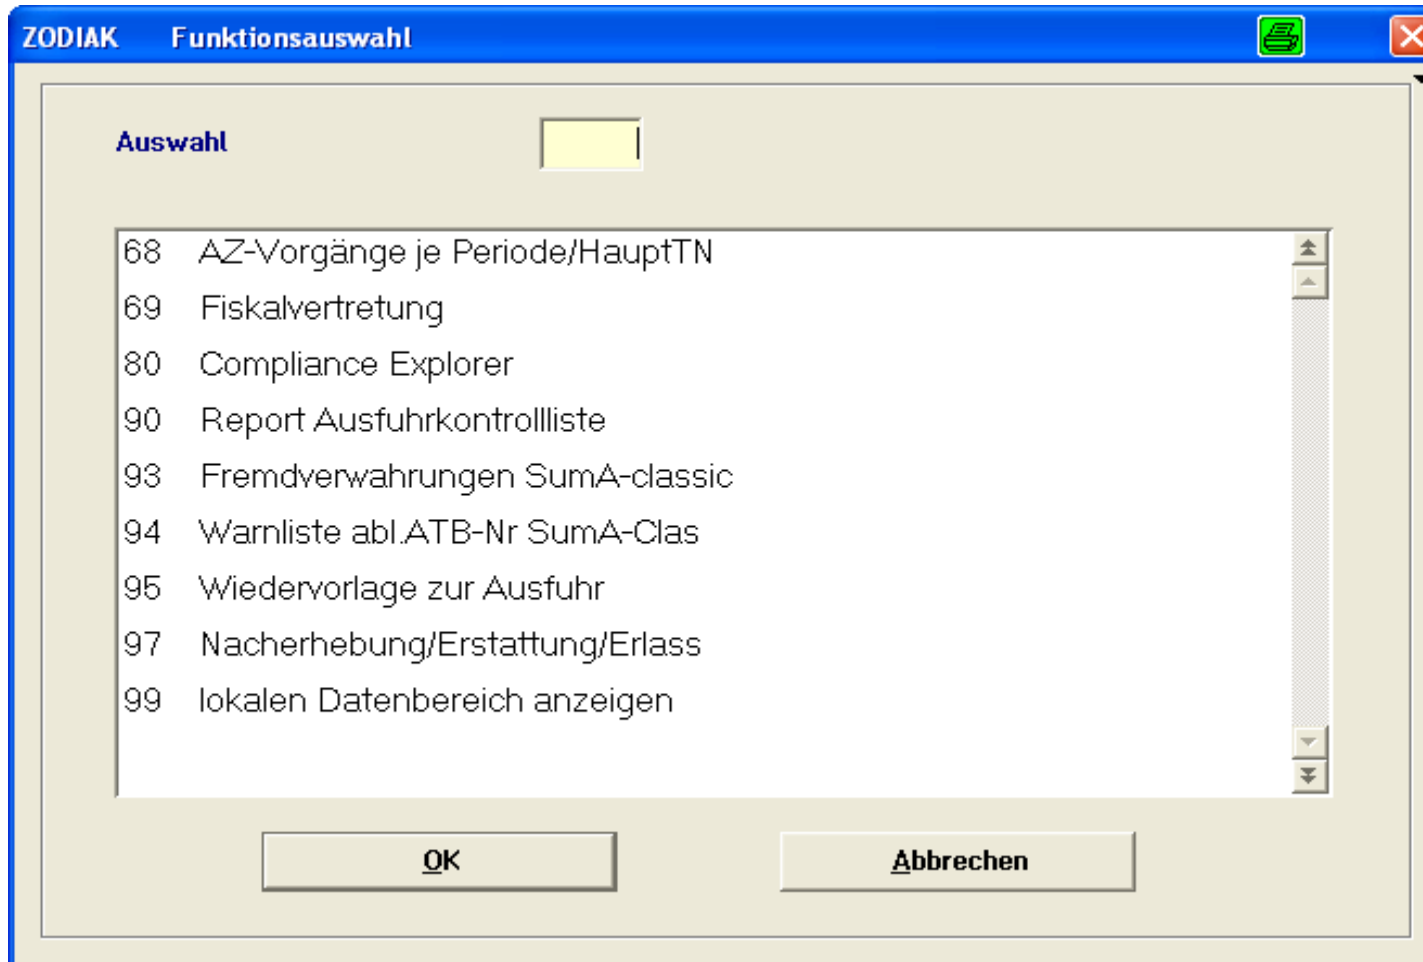 ZODIAK Funktionsauswahl
Auswahl
68 AZ-Vorgänge je Periode/HauptTN
69 Fiskalvertretung
80 Compliance Explorer
90 Report Ausfuhrkontrollliste
93 Fremdverwahrungen SumA-classic
94 Warnliste abl.ATB-Nr SumA-Clas
95 Wiedervorlage zur Ausfuhr
97 Nacherhebung/Erstattung/Erlass
99 lokalen Datenbereich anzeigen
OK Abbrechen